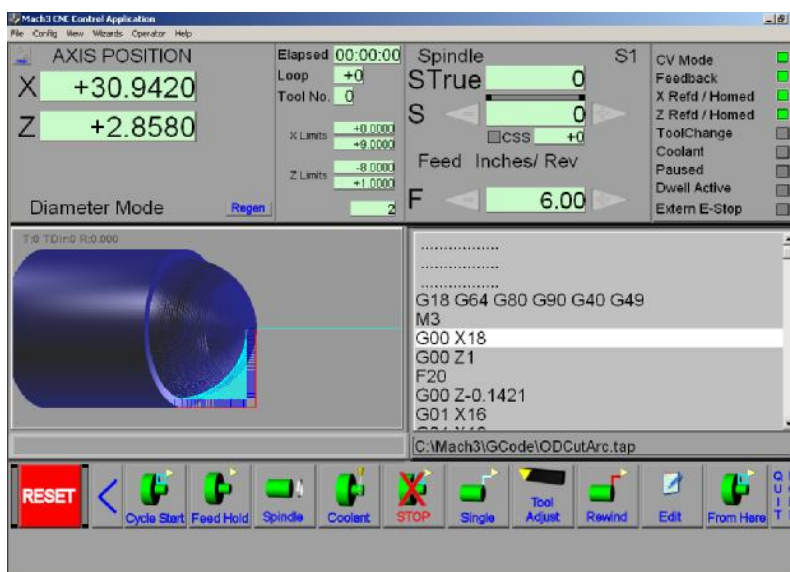 Mach3 CNC Control Application
File Config View Wizards Operator Help
AXIS POSITION
X +30.9420
Z +2.8580
Diameter Mode
Regen
Elapsed 00:00:00
Loop +0
Tool No. 0
X Limits +0.0000
+9.0000
Z Limits -8.0000
+1.0000
2
Spindle S1
STrue 0
S 0
CSS +0
Feed Inches/ Rev
F 6.00
CV Mode
Feedback
X Refd / Homed
Z Refd / Homed
ToolChange
Coolant
Paused
Dwell Active
Extern E-Stop
T:0 TDir:0 R:0.000
................
................
................
G18 G64 G80 G90 G40 G49
M3
G00 X18
G00 Z1
F20
G00 Z-0.1421
G01 X16
C:\Mach3\GCode\ODCutArc.tap
RESET
Cycle Start
Feed Hold
Spindle
Coolant
STOP
Single
Tool
Adjust
Rewind
Edit
From Here
QUIT